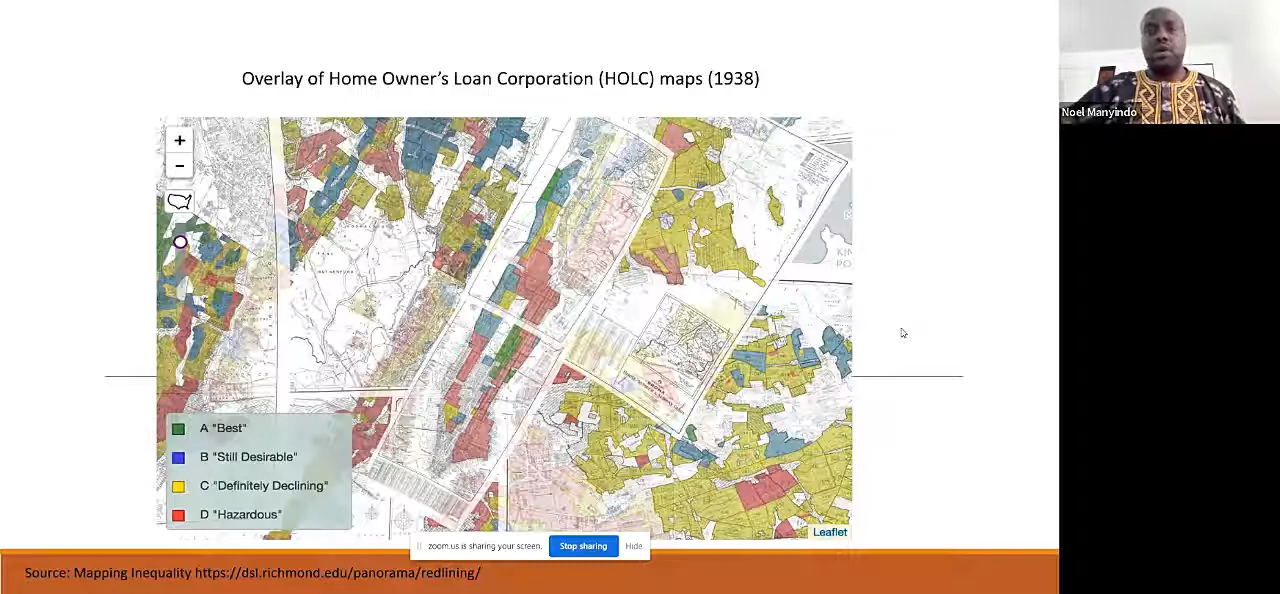 Overlay of Home Owner's Loan Corporation (HOLC) maps (1938)
Noel Manyindo
+
−
A "Best"
B "Still Desirable"
C "Definitely Declining"
D "Hazardous"
Leaflet
zoom.us is sharing your screen.
Stop sharing
Hide
Source: Mapping Inequality https://dsl.richmond.edu/panorama/redlining/